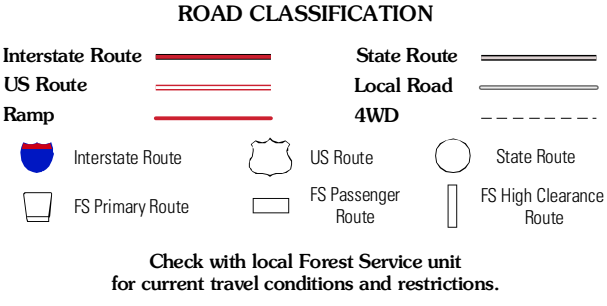 ROAD CLASSIFICATION
Interstate Route
State Route
US Route
Local Road
Ramp
4WD
Interstate Route
US Route
State Route
FS Primary Route
FS Passenger
Route
FS High Clearance
Route
Check with local Forest Service unit
for current travel conditions and restrictions.